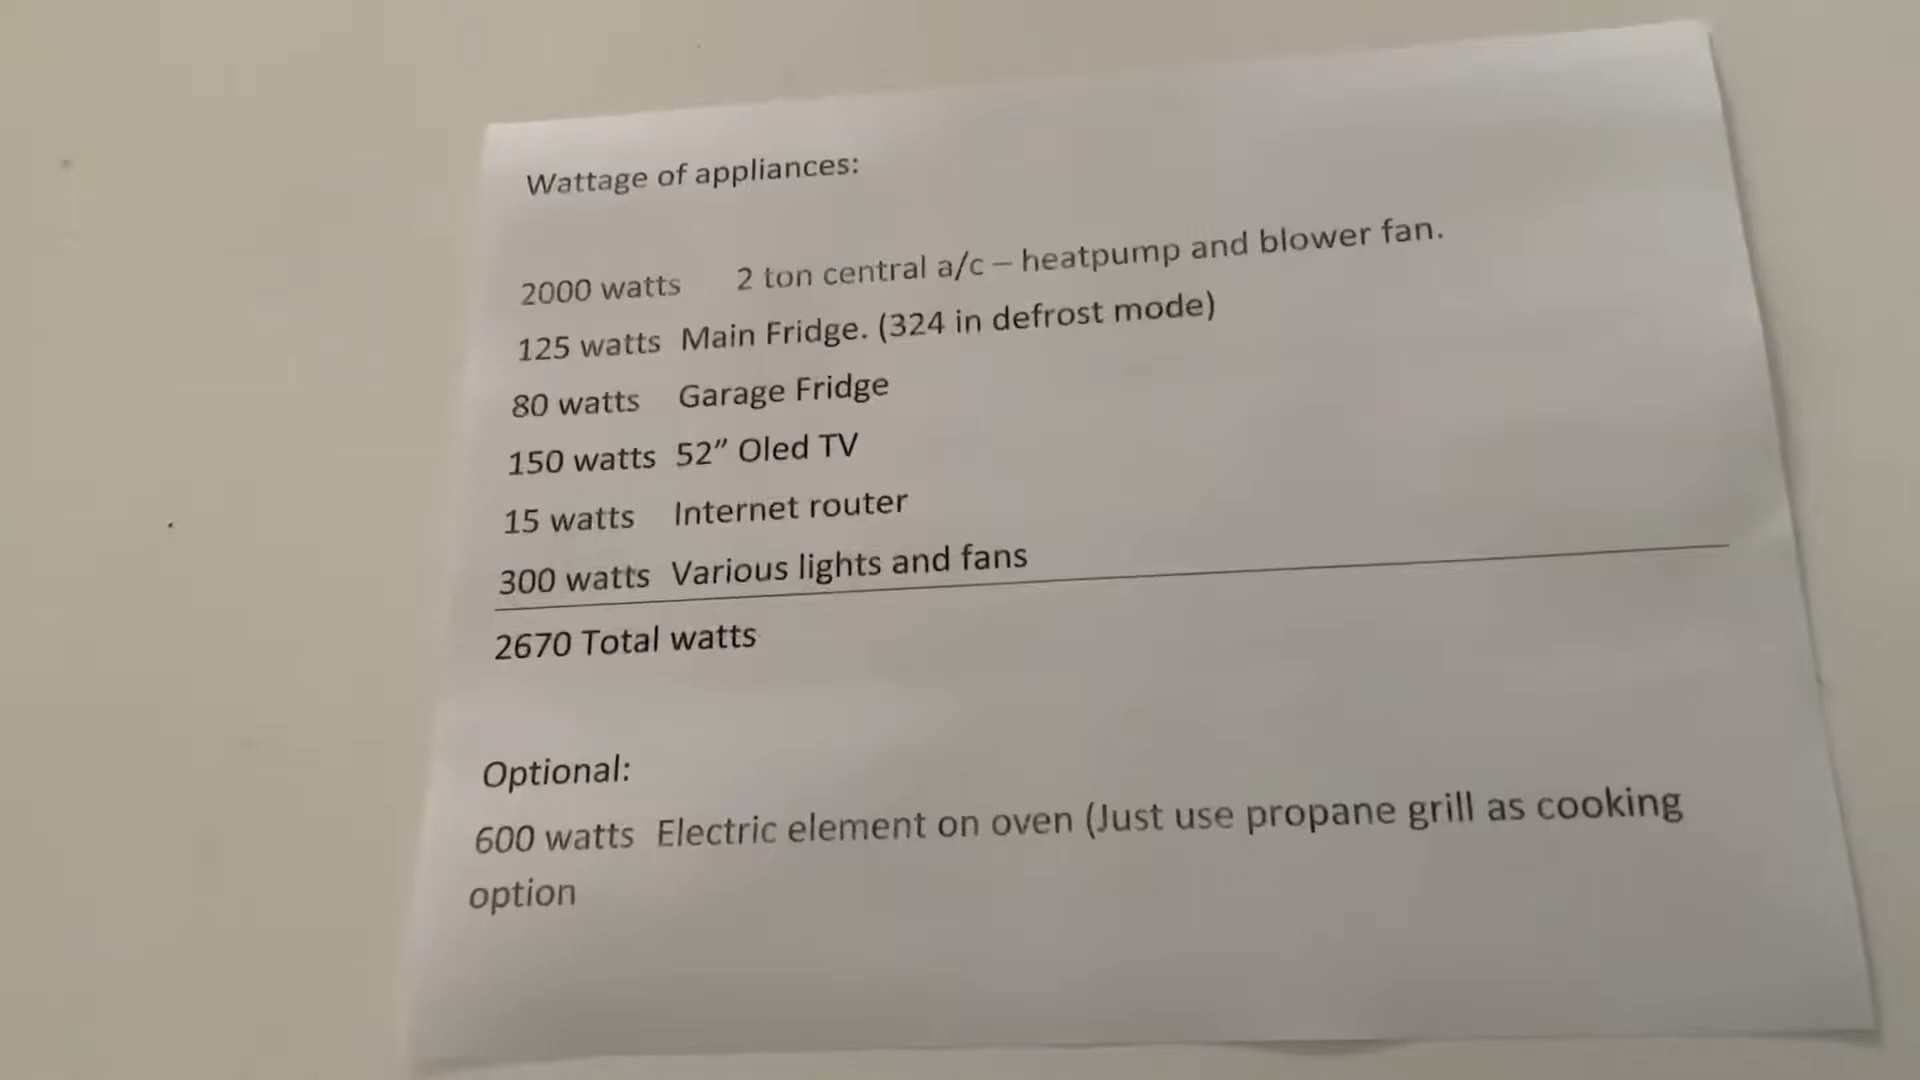 Wattage of appliances:
2000 watts 2 ton central a/c – heatpump and blower fan.
125 watts Main Fridge. (324 in defrost mode)
80 watts Garage Fridge
150 watts 52” Oled TV
15 watts Internet router
300 watts Various lights and fans
2670 Total watts
Optional:
600 watts Electric element on oven (Just use propane grill as cooking
option